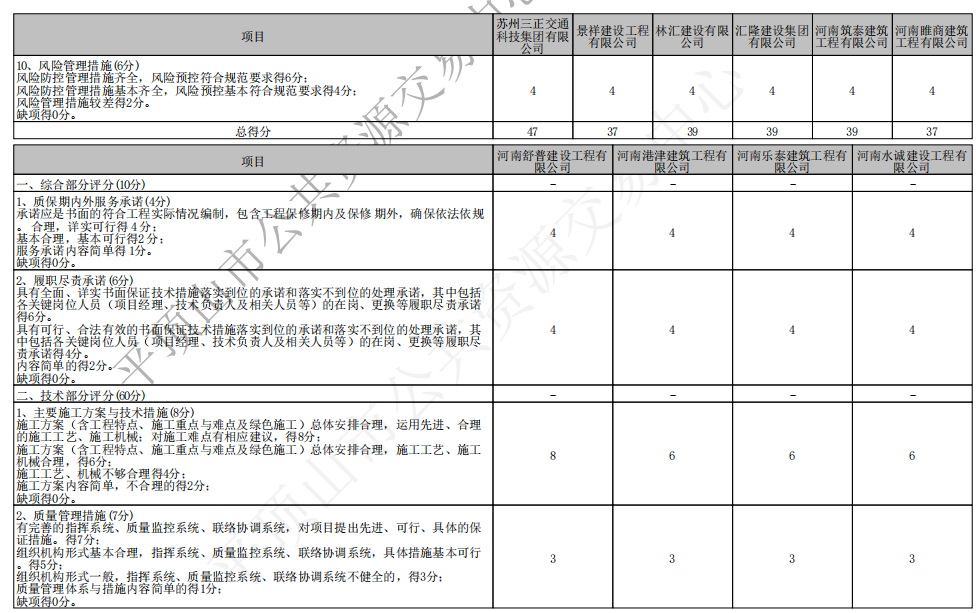 项目
苏州三正交通
科技集团有限
公司
景祥建设工程
有限公司
林汇建设有限
公司
汇隆建设集团
有限公司
河南筑泰建筑
工程有限公司
河南睢商建筑
工程有限公司
10、风险管理措施(6分)
风险防控管理措施齐全，风险预控符合规范要求得6分；
风险防控管理措施基本齐全，风险预控基本符合规范要求得4分；
风险管理措施较差得2分。
缺项得0分。
4 4 4 4 4 4
总得分 47 37 39 39 39 37
项目
河南舒普建设工程有
限公司
河南港津建筑工程有
限公司
河南乐泰建筑工程有
限公司
河南永诚建设工程有
限公司
一、综合部分评分(10分) － － － －
1、质保期内外服务承诺(4分)
承诺应是书面的符合工程实际情况编制，包含工程保修期内及保修 期外，确保依法依规
。合理，详实可行得 4 分；
基本合理，基本可行得2 分；
服务承诺内容简单得 1分。
缺项得0分。
4 4 4 4
2、履职尽责承诺(6分)
具有全面、详实书面保证技术措施落实到位的承诺和落实不到位的处理承诺，其中包括
各关键岗位人员（项目经理、技术负责人及相关人员等）的在岗、更换等履职尽责承诺
得6分。
具有可行、合法有效的书面保证技术措施落实到位的承诺和落实不到位的处理承诺，其
中包括各关键岗位人员（项目经理、技术负责人及相关人员等）的在岗、更换等履职尽
责承诺得4分。
内容简单的得2分。
缺项得0分。
4 4 4 4
二、技术部分评分(60分) － － － －
1、主要施工方案与技术措施(8分)
施工方案（含工程特点、施工重点与难点及绿色施工）总体安排合理，运用先进、合理
的施工工艺、施工机械；对施工难点有相应建议，得8分；
施工方案（含工程特点、施工重点与难点及绿色施工）总体安排合理，施工工艺、施工
机械合理，得6分；
施工工艺、机械不够合理得4分；
施工方案内容简单，不合理的得2分；
缺项得0分。
8 6 6 6
2、质量管理措施(7分)
有完善的指挥系统、质量监控系统、联络协调系统，对项目提出先进、可行、具体的保
证措施。得7分；
组织机构形式基本合理，指挥系统、质量监控系统、联络协调系统，具体措施基本可行
。得5分；
组织机构形式一般，指挥系统、质量监控系统、联络协调系统不健全的，得3分；
质量管理体系与措施内容简单的得1分；
缺项得0分。
3 3 3 3
平顶山市公共资源交易中心
平顶山市公共资源交易中心